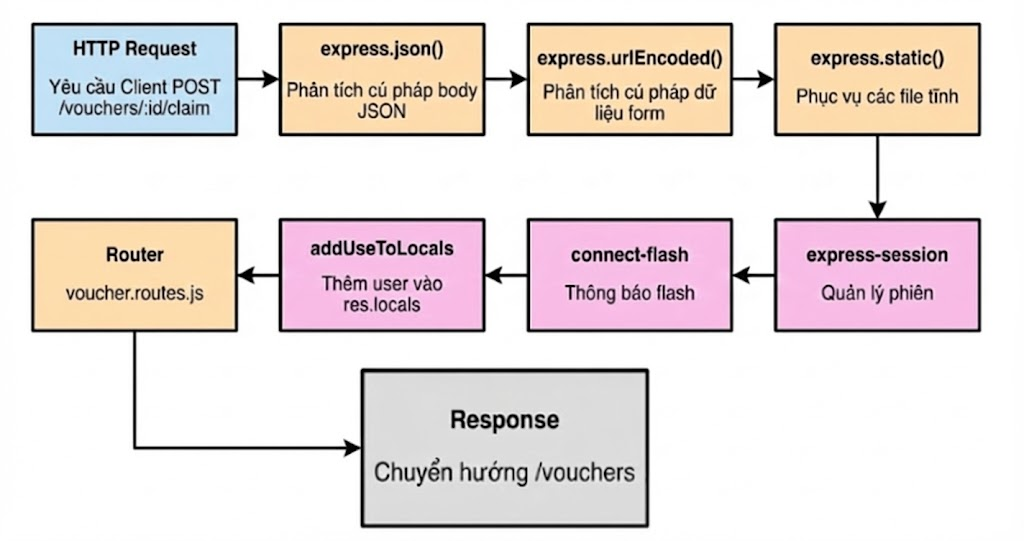 HTTP Request
Yêu cầu Client POST
/vouchers/:id/claim
express.json()
Phân tích cú pháp body
JSON
express.urlEncoded()
Phân tích cú pháp dữ
liệu form
express.static()
Phục vụ các file tĩnh
Router
voucher.routes.js
addUseToLocals
Thêm user vào
res.locals
connect-flash
Thông báo flash
express-session
Quản lý phiên
Response
Chuyển hướng /vouchers